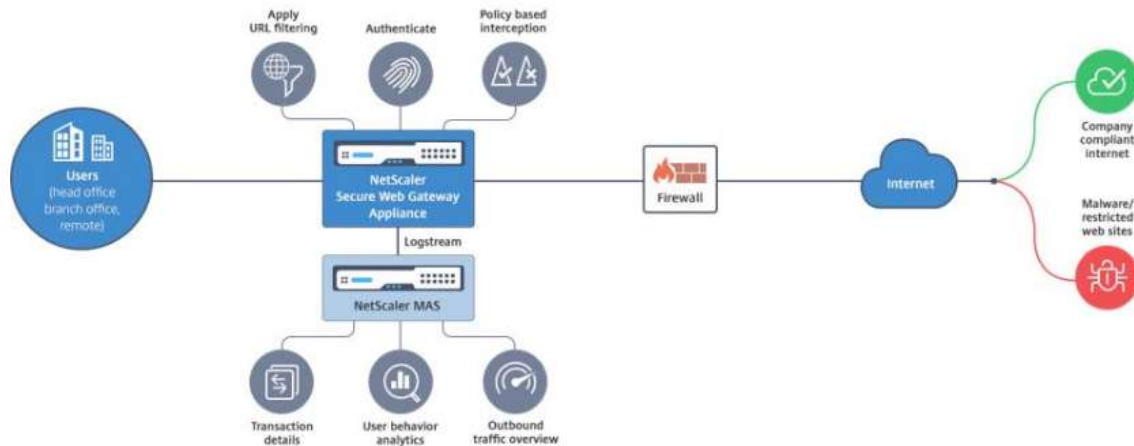 Apply
URL filtering
Authenticate
Policy based
interception
Users
(head office
branch office,
remote)
NetScaler
Secure Web Gateway
Appliance
Firewall
Internet
Company
compliant
internet
Malware/
restricted
web sites
Logstream
NetScaler MAS
Transaction
details
User behavior
analytics
Outbound
traffic overview